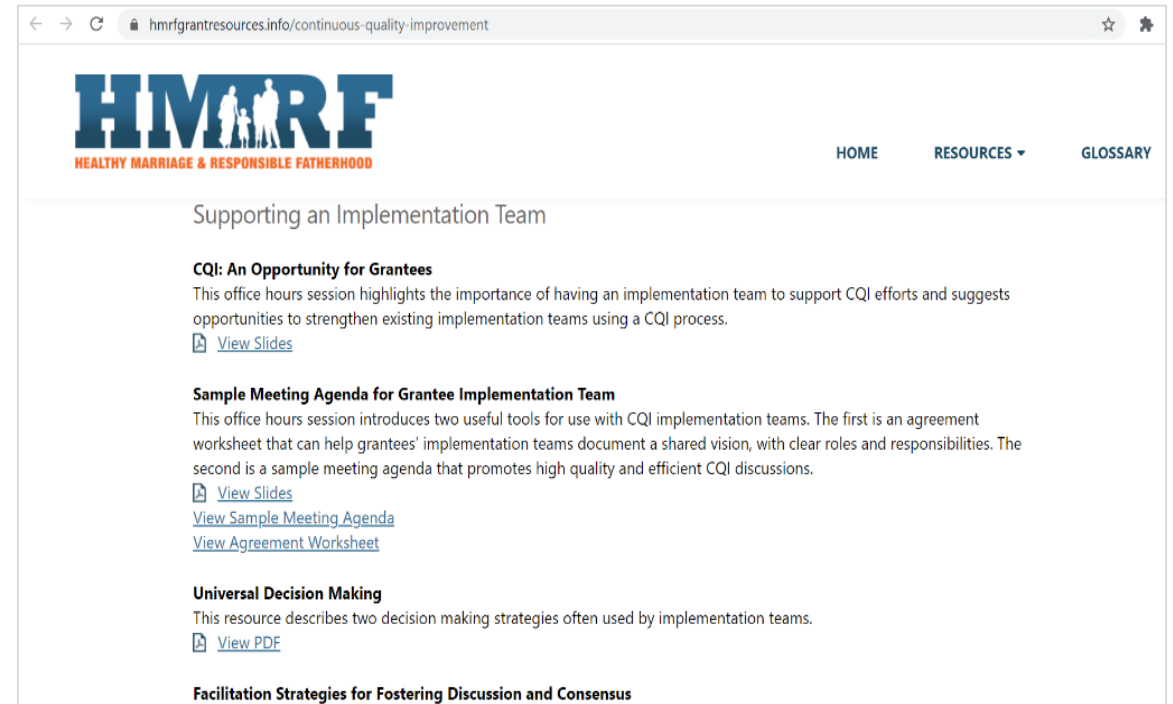 hmrfgrantresources.info/continuous-quality-improvement
HMRF
HEALTHY MARRIAGE & RESPONSIBLE FATHERHOOD
HOME RESOURCES GLOSSARY
Supporting an Implementation Team
CQI: An Opportunity for Grantees
This office hours session highlights the importance of having an implementation team to support CQI efforts and suggests
opportunities to strengthen existing implementation teams using a CQI process.
View Slides
Sample Meeting Agenda for Grantee Implementation Team
This office hours session introduces two useful tools for use with CQI implementation teams. The first is an agreement
worksheet that can help grantees' implementation teams document a shared vision, with clear roles and responsibilities. The
second is a sample meeting agenda that promotes high quality and efficient CQI discussions.
View Slides
View Sample Meeting Agenda
View Agreement Worksheet
Universal Decision Making
This resource describes two decision making strategies often used by implementation teams.
View PDF
Facilitation Strategies for Fostering Discussion and Consensus